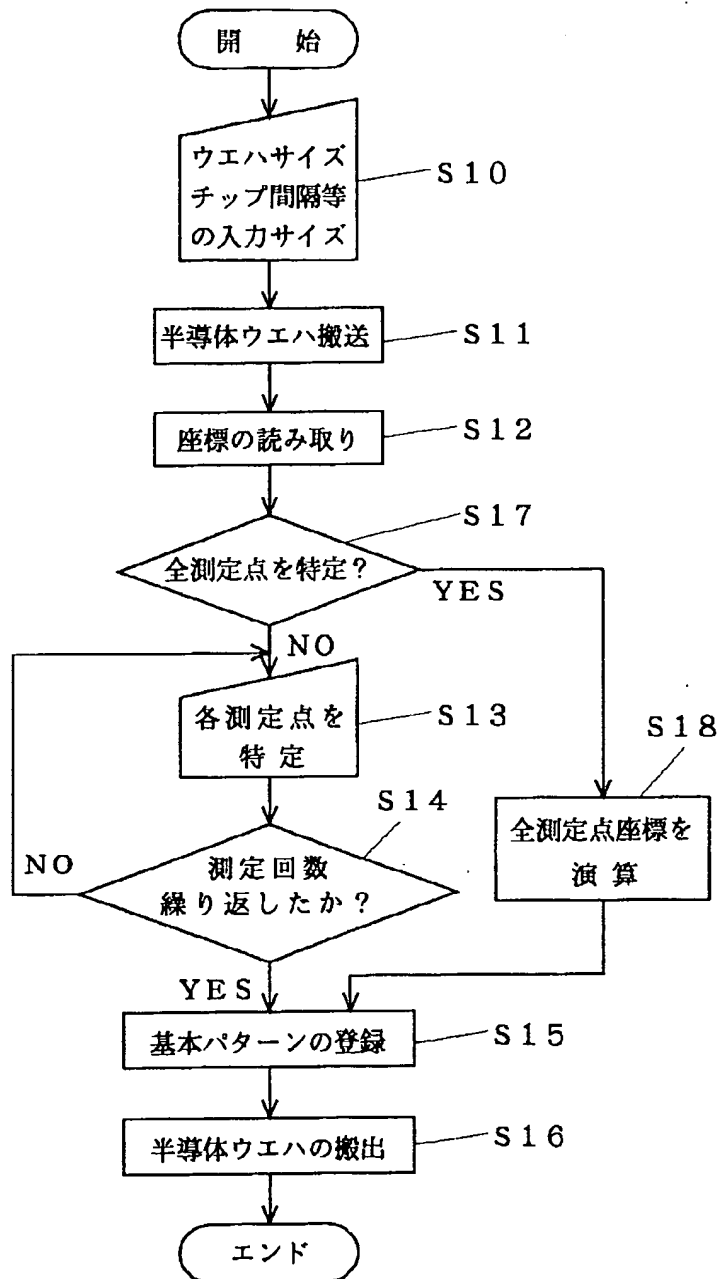 開 始
ウエハサイズ
チップ間隔等
の入力サイズ
S10
半導体ウエハ搬送
S11
座標の読み取り
S12
S17
全測定点を特定?
YES
NO
各測定点を
特定
S13
S18
全測定点座標を
演算
S14
NO
測定回数
繰り返したか?
YES
基本パターンの登録
S15
半導体ウエハの搬出
S16
エンド